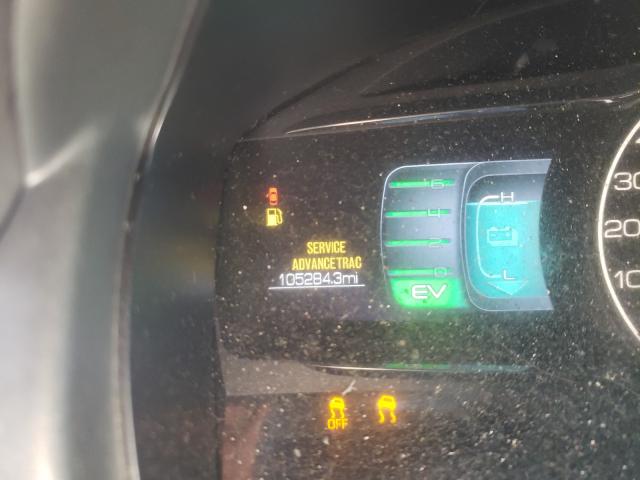 SERVICE
ADVANCETRAC
105284.3mi
6
4
2
0
EV
H
L
30
20
10
OFF